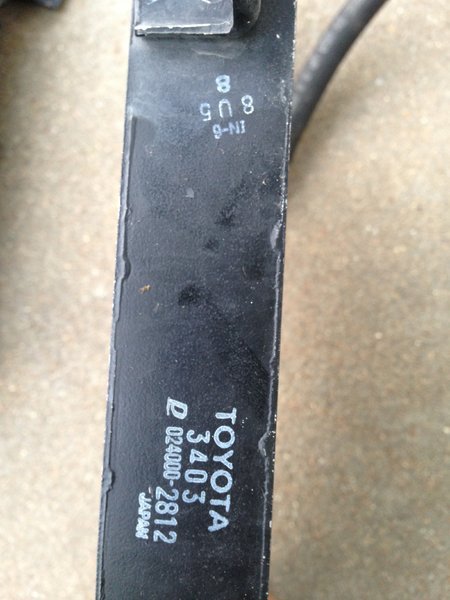 8
8 U 5
IN-6
TOYOTA
3403
024000-2812
JAPAN